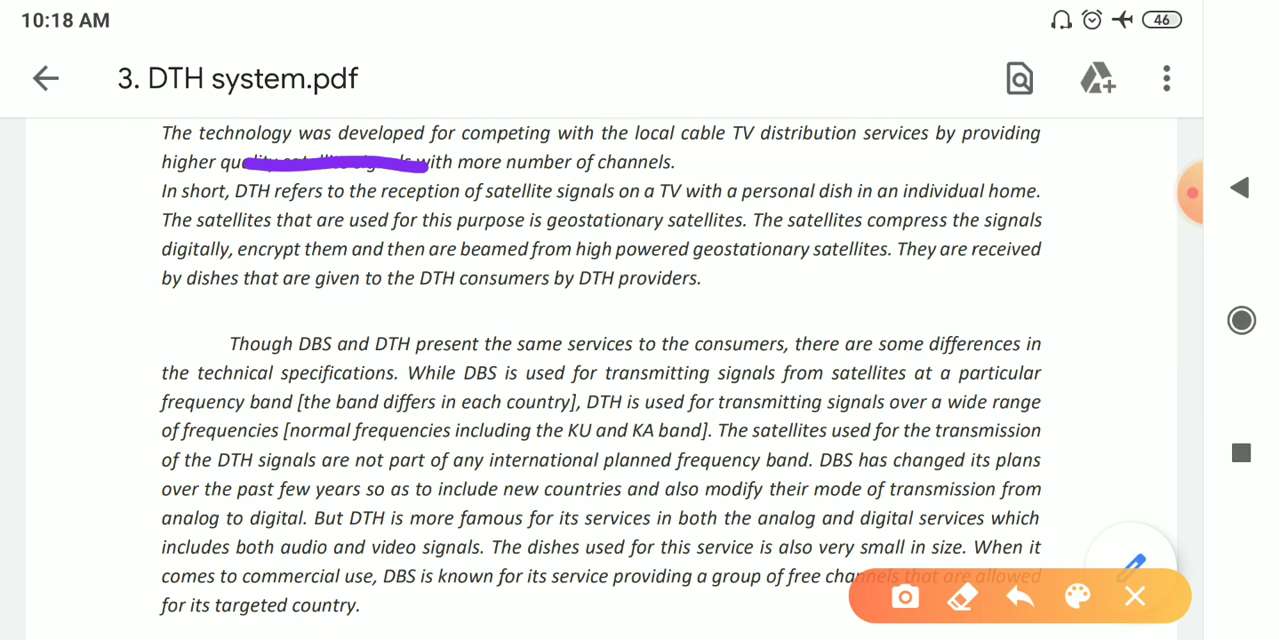 10:18 AM
46
3. DTH system.pdf
The technology was developed for competing with the local cable TV distribution services by providing
higher quality satellite signals with more number of channels.
In short, DTH refers to the reception of satellite signals on a TV with a personal dish in an individual home.
The satellites that are used for this purpose is geostationary satellites. The satellites compress the signals
digitally, encrypt them and then are beamed from high powered geostationary satellites. They are received
by dishes that are given to the DTH consumers by DTH providers.
Though DBS and DTH present the same services to the consumers, there are some differences in
the technical specifications. While DBS is used for transmitting signals from satellites at a particular
frequency band [the band differs in each country], DTH is used for transmitting signals over a wide range
of frequencies [normal frequencies including the KU and KA band]. The satellites used for the transmission
of the DTH signals are not part of any international planned frequency band. DBS has changed its plans
over the past few years so as to include new countries and also modify their mode of transmission from
analog to digital. But DTH is more famous for its services in both the analog and digital services which
includes both audio and video signals. The dishes used for this service is also very small in size. When it
comes to commercial use, DBS is known for its service providing a group of free channels that are allowed
for its targeted country.